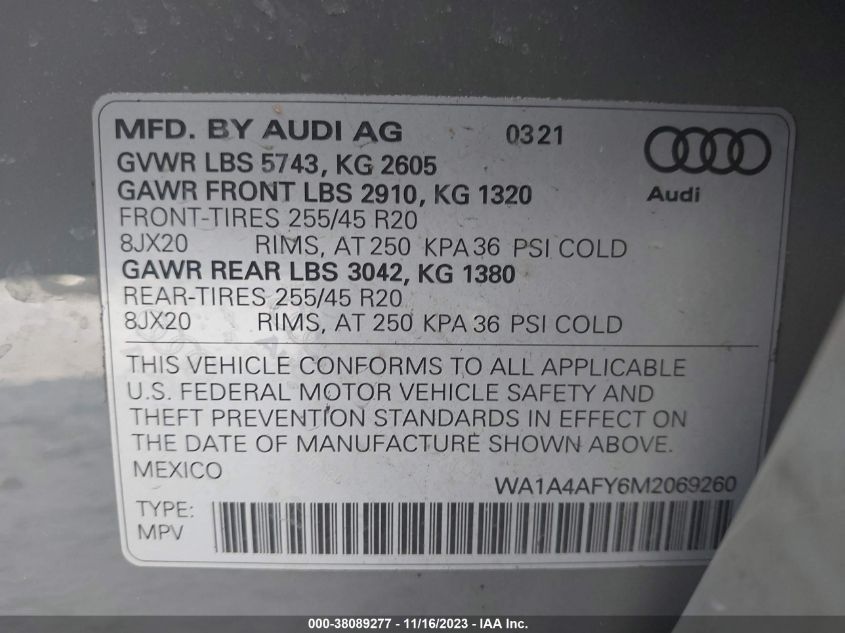 MFD. BY AUDI AG 0321
GVWR LBS 5743, KG 2605
GAWR FRONT LBS 2910, KG 1320
Audi
FRONT-TIRES 255/45 R20
8JX20 RIMS, AT 250 KPA 36 PSI COLD
GAWR REAR LBS 3042, KG 1380
REAR-TIRES 255/45 R20
8JX20 RIMS, AT 250 KPA 36 PSI COLD
THIS VEHICLE CONFORMS TO ALL APPLICABLE
U.S. FEDERAL MOTOR VEHICLE SAFETY AND
THEFT PREVENTION STANDARDS IN EFFECT ON
THE DATE OF MANUFACTURE SHOWN ABOVE.
MEXICO
WA1A4AFY6M2069260
TYPE:
MPV
000-38089277 - 11/16/2023 - IAA Inc.